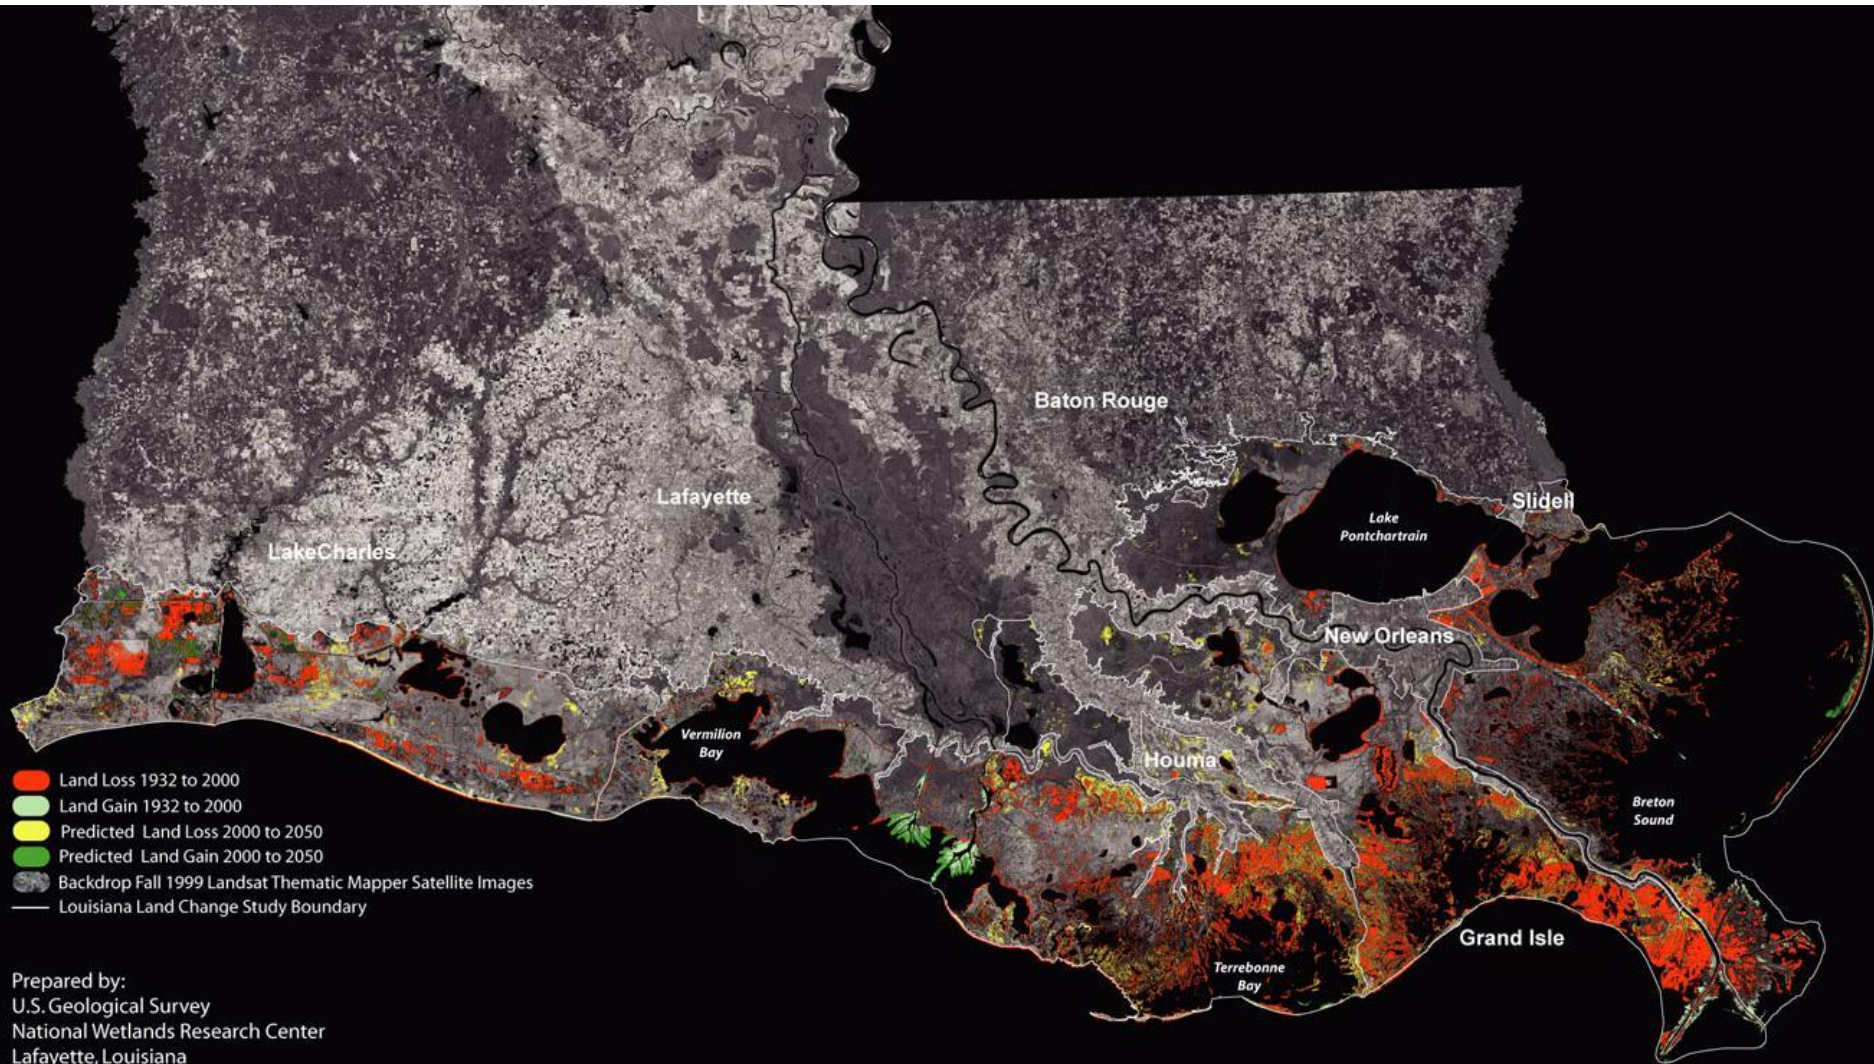 Baton Rouge
Lafayette
Slidell
Lake
Pontchartrain
LakeCharles
New Orleans
Vermilion
Bay
Houma
Land Loss 1932 to 2000
Land Gain 1932 to 2000
Predicted Land Loss 2000 to 2050
Predicted Land Gain 2000 to 2050
Backdrop Fall 1999 Landsat Thematic Mapper Satellite Images
Louisiana Land Change Study Boundary
Breton
Sound
Grand Isle
Terrebonne
Bay
Prepared by:
U.S. Geological Survey
National Wetlands Research Center
Lafayette, Louisiana